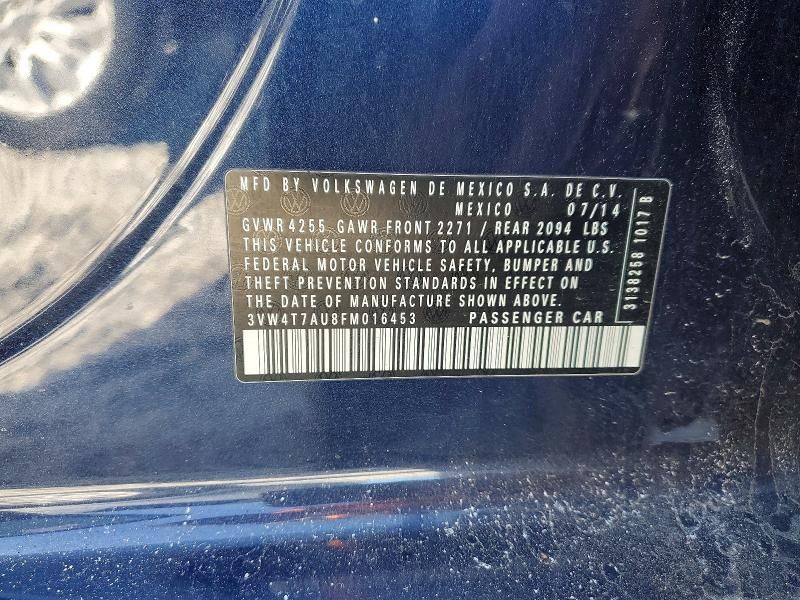 MFD BY VOLKSWAGEN DE MEXICO S.A. DE C.V.
MEXICO 07/14
GVWR 4255 GAWR FRONT 2271 / REAR 2094 LBS
THIS VEHICLE CONFORMS TO ALL APPLICABLE U.S.
FEDERAL MOTOR VEHICLE SAFETY, BUMPER AND
THEFT PREVENTION STANDARDS IN EFFECT ON
THE DATE OF MANUFACTURE SHOWN ABOVE.
3VW4T7AU8FM016453 PASSENGER CAR
3138258 1017 B